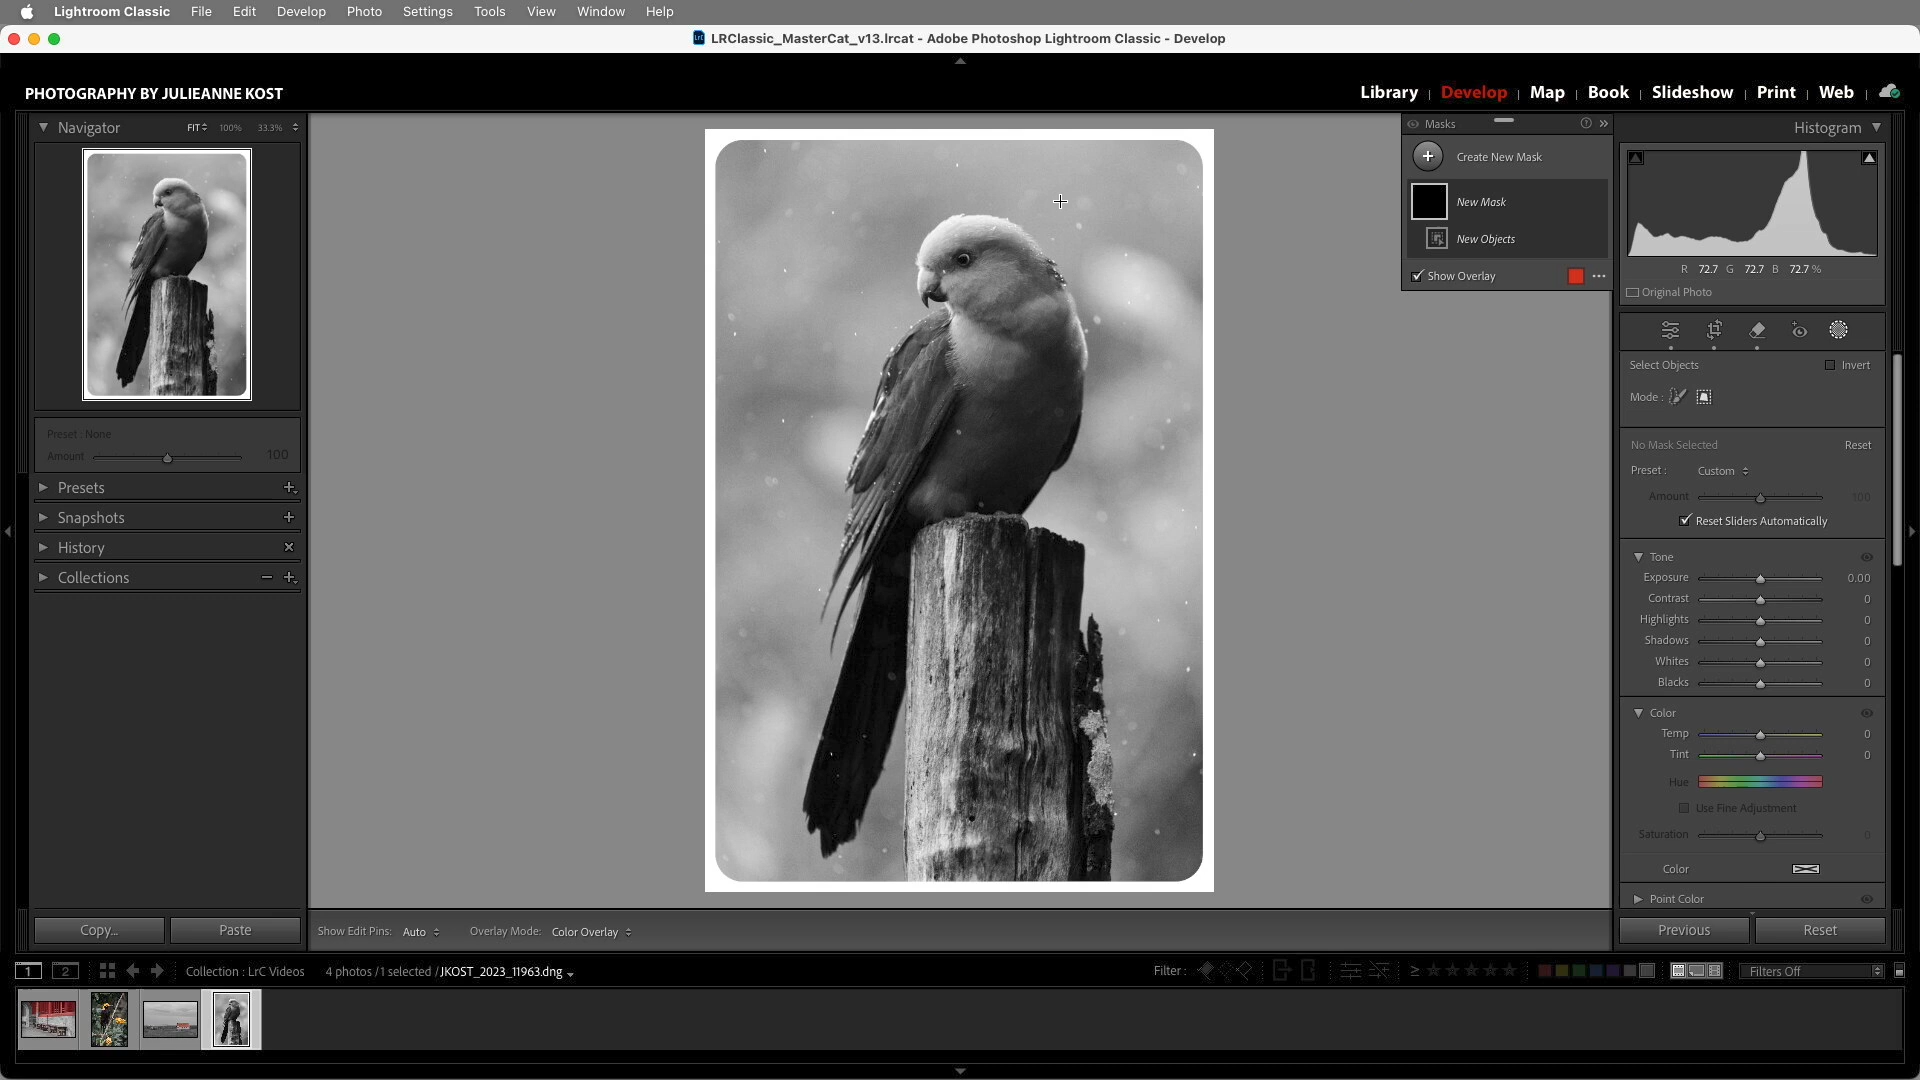 Lightroom Classic File Edit Develop Photo Settings Tools View Window Help
LrC LRClassic_MasterCat_v13.lrcat - Adobe Photoshop Lightroom Classic - Develop
PHOTOGRAPHY BY JULIEANNE KOST
Library | Develop | Map | Book | Slideshow | Print | Web |
Navigator FIT 100% 33.3%
Preset : None
Amount 100
Presets
Snapshots
History
Collections
Copy... Paste
Masks
Create New Mask
New Mask
New Objects
Show Overlay
Histogram
R 72.7 G 72.7 B 72.7 %
Original Photo
Select Objects Invert
Mode :
No Mask Selected Reset
Preset : Custom
Amount 100
Reset Sliders Automatically
Tone
Exposure 0.00
Contrast 0
Highlights 0
Shadows 0
Whites 0
Blacks 0
Color
Temp 0
Tint 0
Hue
Use Fine Adjustment
Saturation 0
Color
Point Color
Previous Reset
Show Edit Pins: Auto Overlay Mode: Color Overlay
1 2 Collection : LrC Videos 4 photos / 1 selected / JKOST_2023_11963.dng Filter : ≥ Filters Off